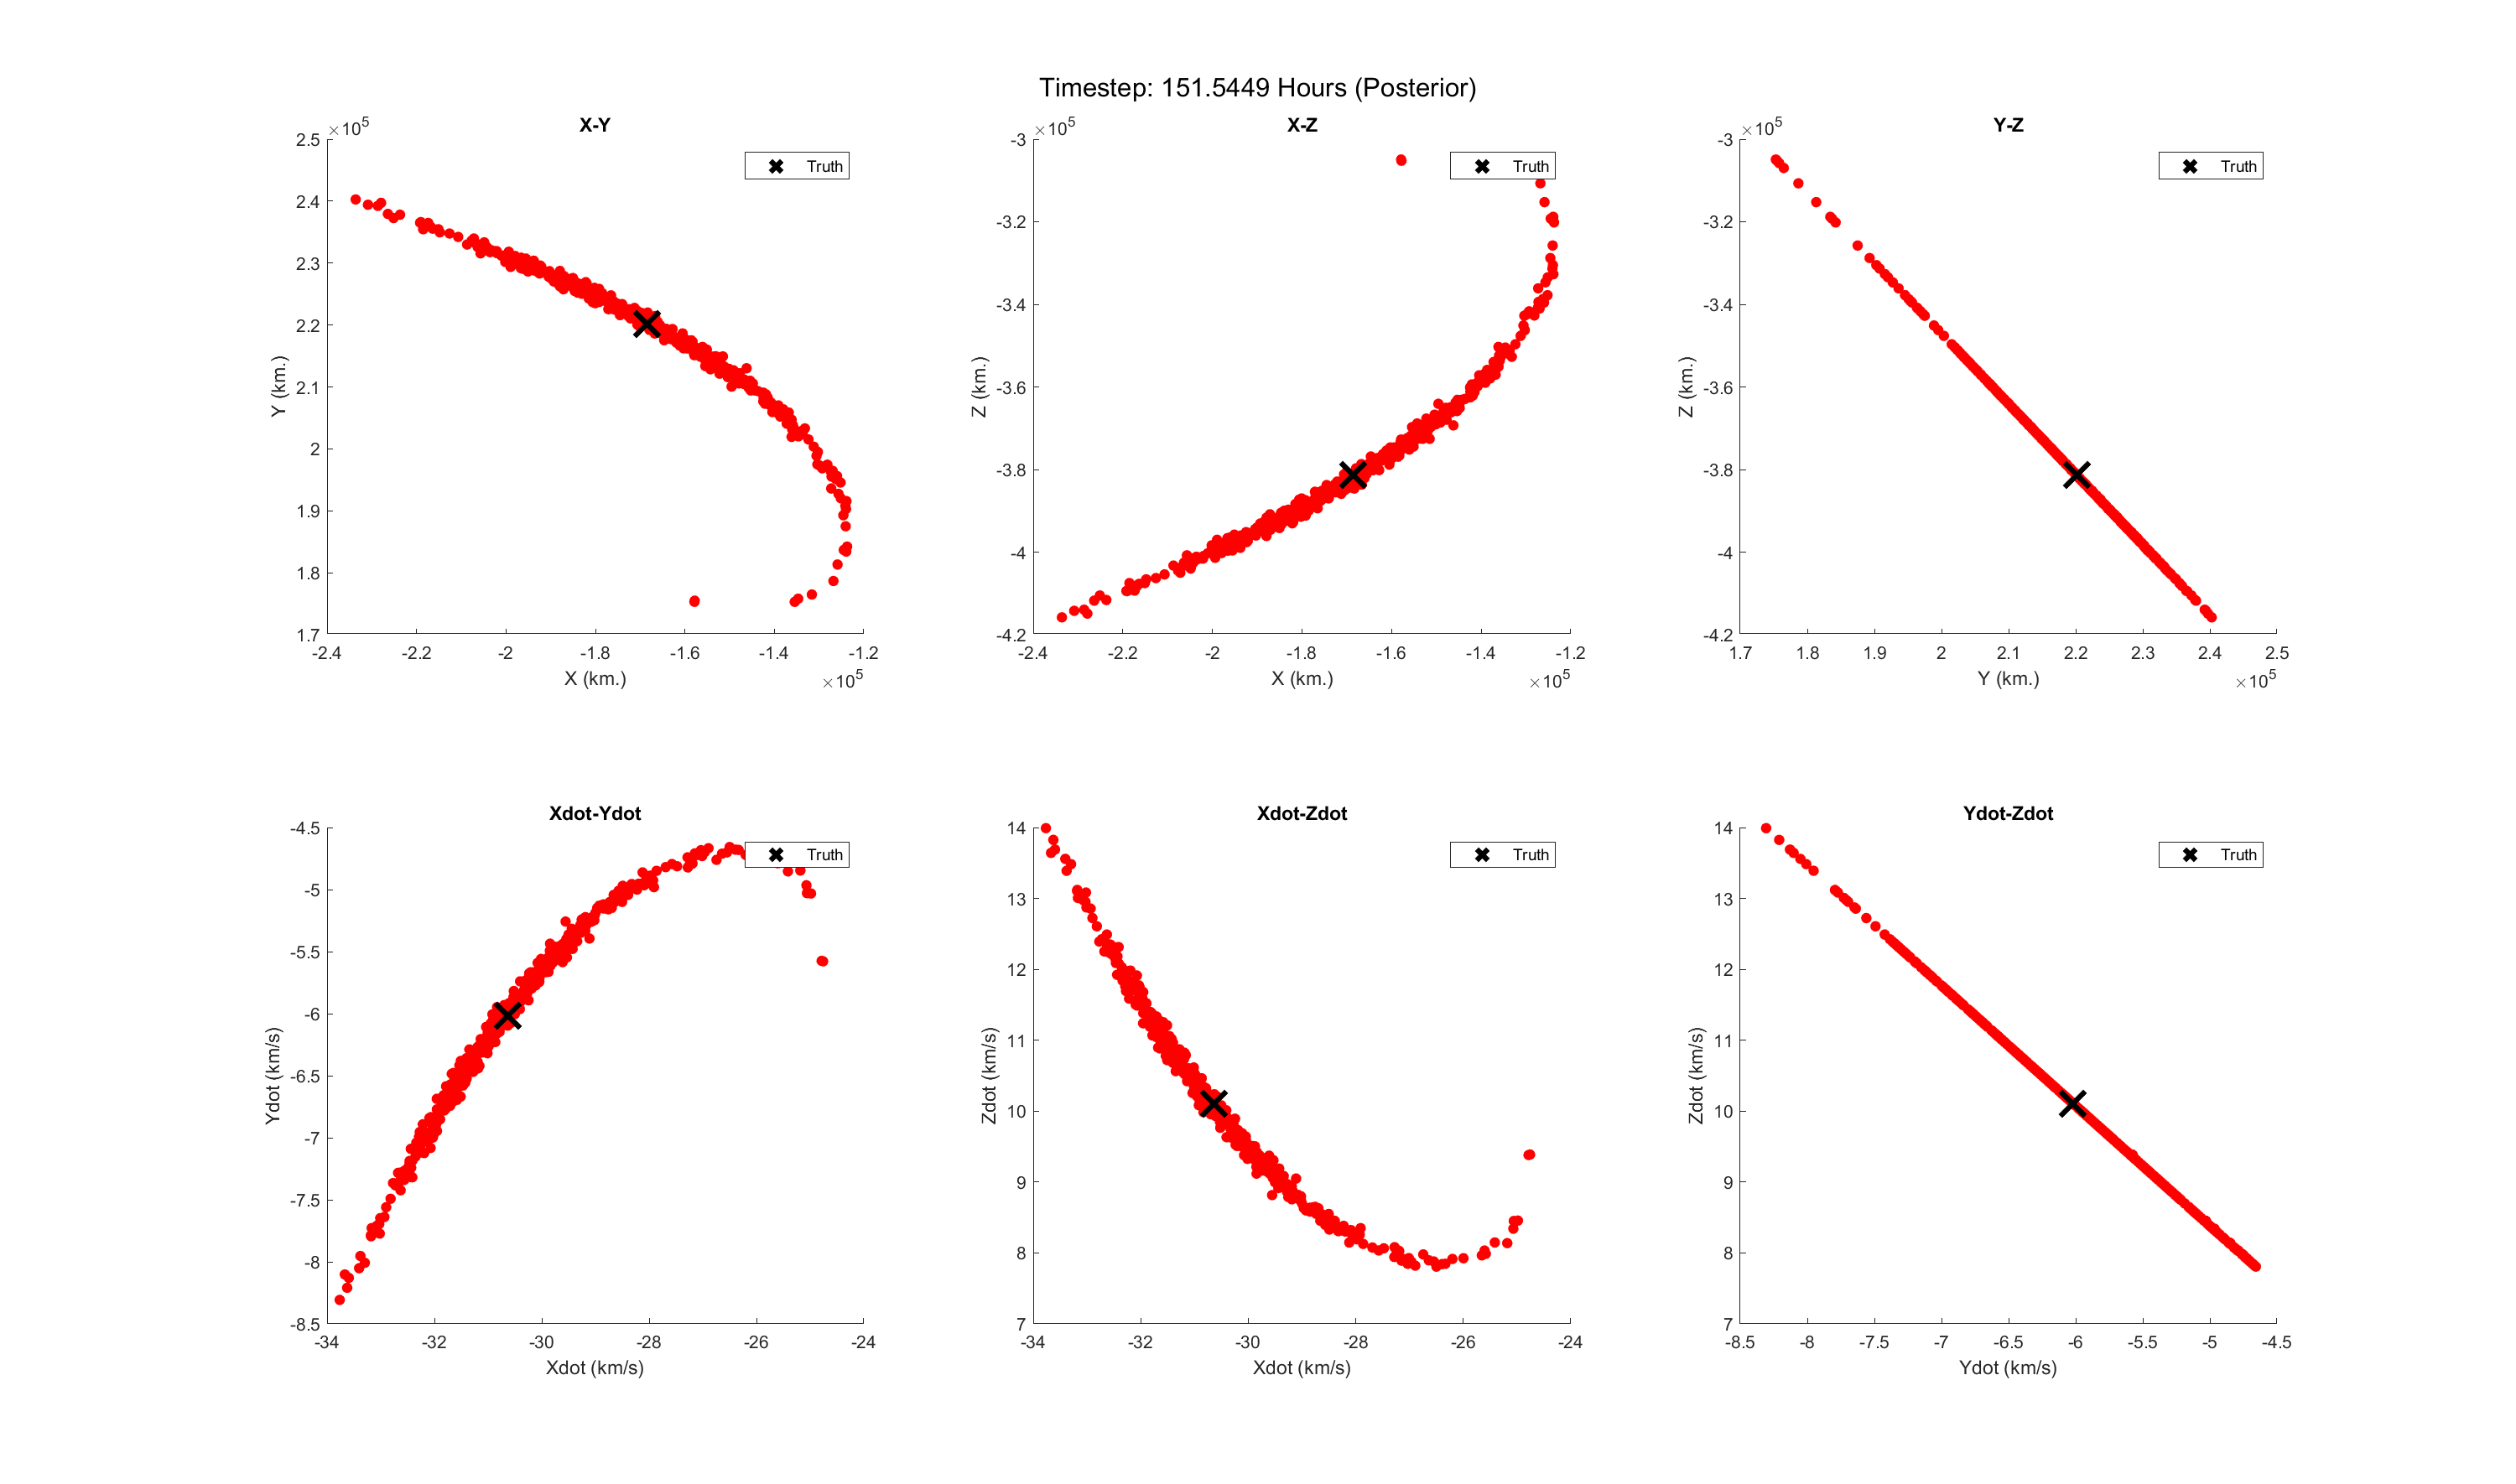 Timestep: 151.5449 Hours (Posterior)
X-Y
×10^5
2.5
2.4
2.3
2.2
2.1
2
1.9
1.8
1.7
Y (km.)
-2.4 -2.2 -2 -1.8 -1.6 -1.4 -1.2
X (km.)
×10^5
Truth
X-Z
×10^5
-3
-3.2
-3.4
-3.6
-3.8
-4
-4.2
Z (km.)
-2.4 -2.2 -2 -1.8 -1.6 -1.4 -1.2
X (km.)
×10^5
Truth
Y-Z
×10^5
-3
-3.2
-3.4
-3.6
-3.8
-4
-4.2
Z (km.)
1.7 1.8 1.9 2 2.1 2.2 2.3 2.4 2.5
Y (km.)
×10^5
Truth
Xdot-Ydot
-4.5
-5
-5.5
-6
-6.5
-7
-7.5
-8
-8.5
Ydot (km/s)
-34 -32 -30 -28 -26 -24
Xdot (km/s)
Truth
Xdot-Zdot
14
13
12
11
10
9
8
7
Zdot (km/s)
-34 -32 -30 -28 -26 -24
Xdot (km/s)
Truth
Ydot-Zdot
14
13
12
11
10
9
8
7
Zdot (km/s)
-8.5 -8 -7.5 -7 -6.5 -6 -5.5 -5 -4.5
Ydot (km/s)
Truth